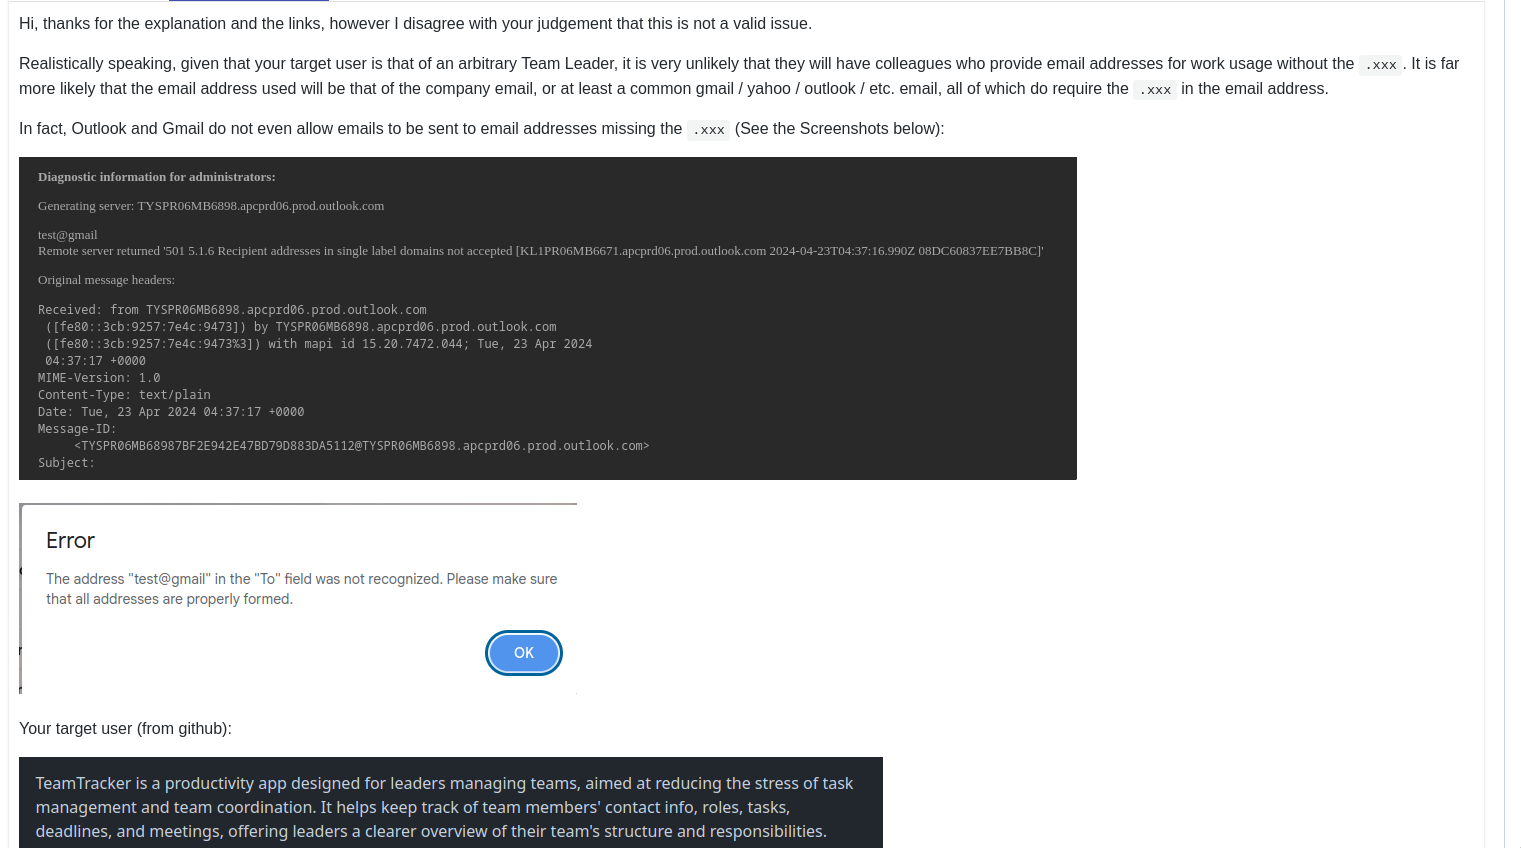 Hi, thanks for the explanation and the links, however I disagree with your judgement that this is not a valid issue.
Realistically speaking, given that your target user is that of an arbitrary Team Leader, it is very unlikely that they will have colleagues who provide email addresses for work usage without the .xxx . It is far
more likely that the email address used will be that of the company email, or at least a common gmail / yahoo / outlook / etc. email, all of which do require the .xxx in the email address.
In fact, Outlook and Gmail do not even allow emails to be sent to email addresses missing the .xxx (See the Screenshots below):
Diagnostic information for administrators:
Generating server: TYSPR06MB6898.apcprd06.prod.outlook.com
test@gmail
Remote server returned '501 5.1.6 Recipient addresses in single label domains not accepted [KL1PR06MB6671.apcprd06.prod.outlook.com 2024-04-23T04:37:16.990Z 08DC60837EE7BB8C]'
Original message headers:
Received: from TYSPR06MB6898.apcprd06.prod.outlook.com
([fe80::3cb:9257:7e4c:9473]) by TYSPR06MB6898.apcprd06.prod.outlook.com
([fe80::3cb:9257:7e4c:9473%3]) with mapi id 15.20.7472.044; Tue, 23 Apr 2024
04:37:17 +0000
MIME-Version: 1.0
Content-Type: text/plain
Date: Tue, 23 Apr 2024 04:37:17 +0000
Message-ID:
<TYSPR06MB68987BF2E942E47BD79D883DA5112@TYSPR06MB6898.apcprd06.prod.outlook.com>
Subject:
Error
The address "test@gmail" in the "To" field was not recognized. Please make sure
that all addresses are properly formed.
OK
Your target user (from github):
TeamTracker is a productivity app designed for leaders managing teams, aimed at reducing the stress of task
management and team coordination. It helps keep track of team members' contact info, roles, tasks,
deadlines, and meetings, offering leaders a clearer overview of their team's structure and responsibilities.